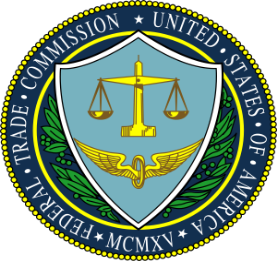 FEDERAL · TRADE · COMMISSION ★ UNITED · STATES · OF · AMERICA
★ MCMXV ★